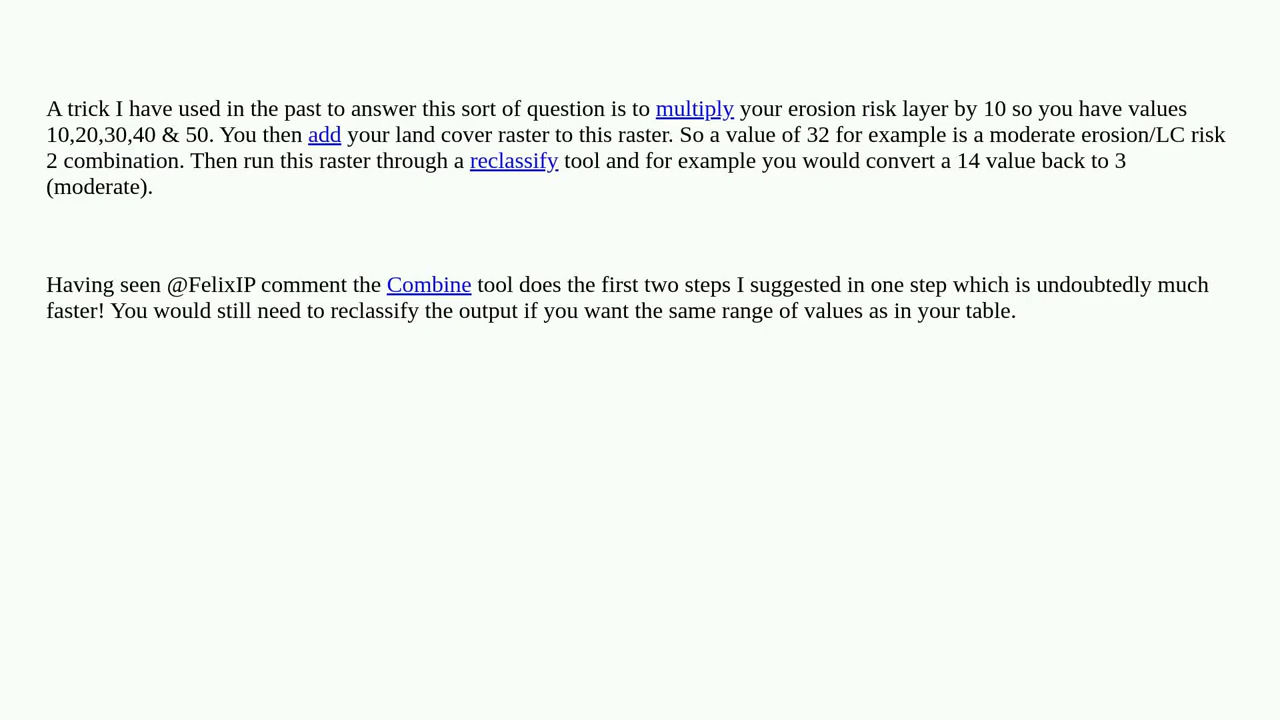 A trick I have used in the past to answer this sort of question is to multiply your erosion risk layer by 10 so you have values
10,20,30,40 & 50. You then add your land cover raster to this raster. So a value of 32 for example is a moderate erosion/LC risk
2 combination. Then run this raster through a reclassify tool and for example you would convert a 14 value back to 3
(moderate).
Having seen @FelixIP comment the Combine tool does the first two steps I suggested in one step which is undoubtedly much
faster! You would still need to reclassify the output if you want the same range of values as in your table.